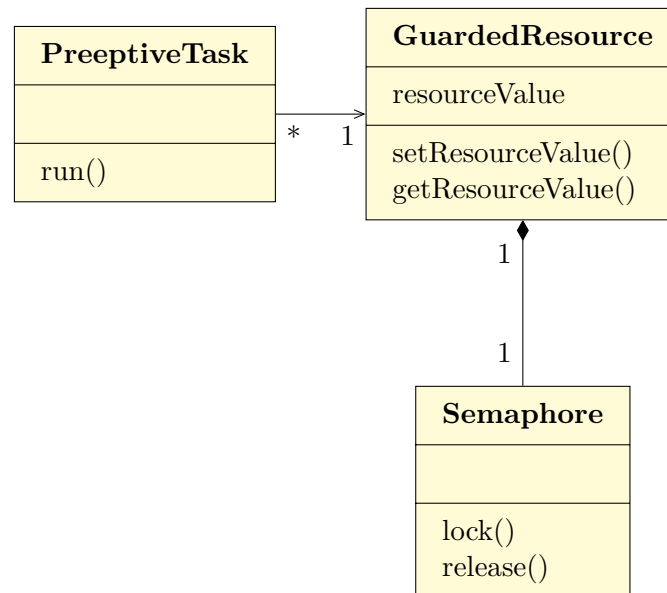 PreeptiveTask
run()
* 1
GuardedResource
resourceValue
setResourceValue()
getResourceValue()
1
1
Semaphore
lock()
release()